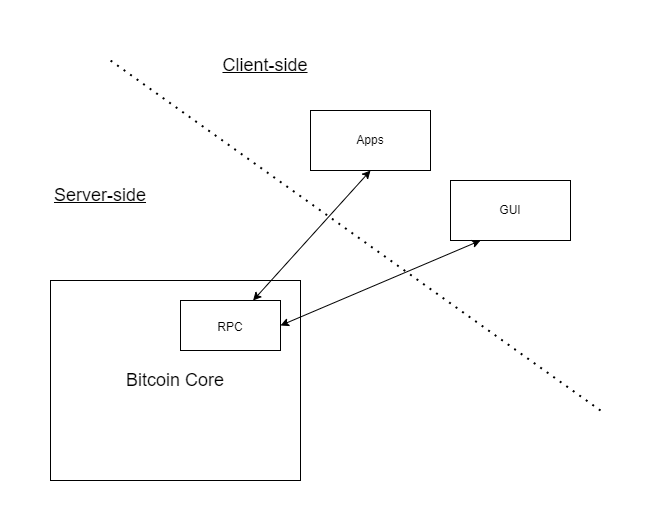 Client-side
Apps
Server-side
GUI
RPC
Bitcoin Core